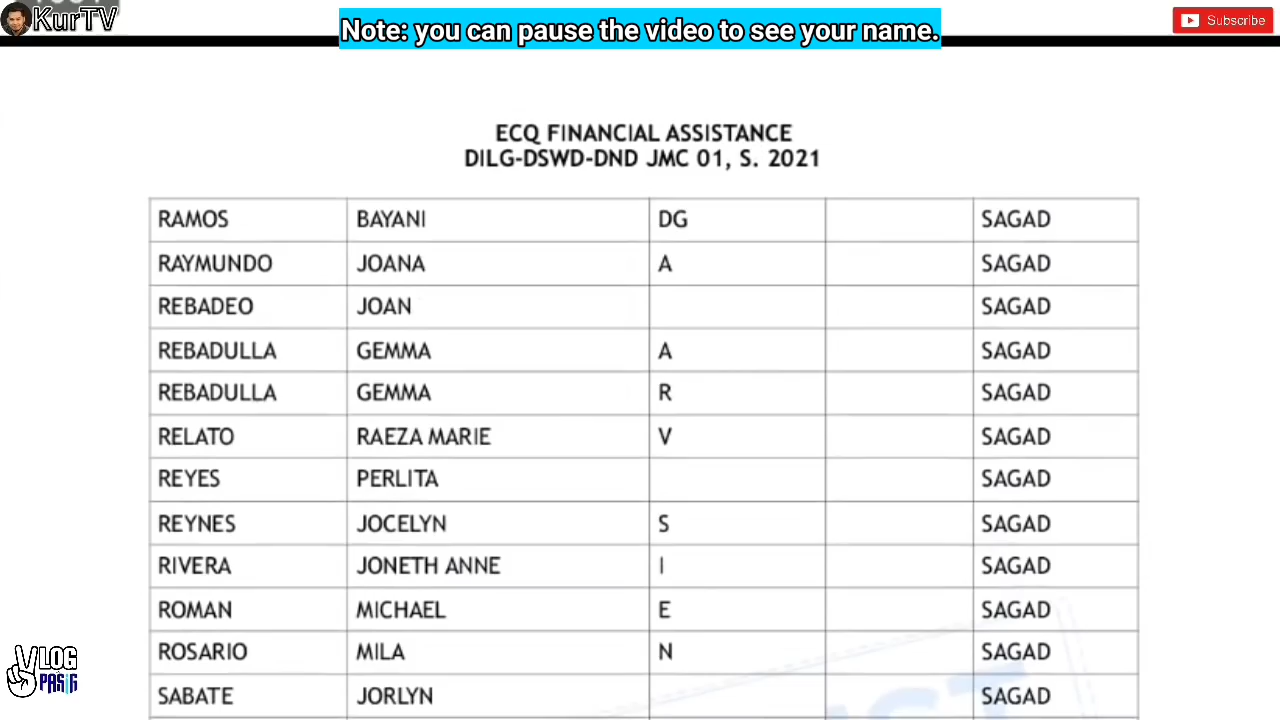 KurTV
Note: you can pause the video to see your name.
Subscribe
ECQ FINANCIAL ASSISTANCE
DILG-DSWD-DND JMC 01, S. 2021
RAMOS BAYANI DG SAGAD
RAYMUNDO JOANA A SAGAD
REBADEO JOAN SAGAD
REBADULLA GEMMA A SAGAD
REBADULLA GEMMA R SAGAD
RELATO RAEZA MARIE V SAGAD
REYES PERLITA SAGAD
REYNES JOCELYN S SAGAD
RIVERA JONETH ANNE I SAGAD
ROMAN MICHAEL E SAGAD
ROSARIO MILA N SAGAD
SABATE JORLYN SAGAD
VLOG
PASIG